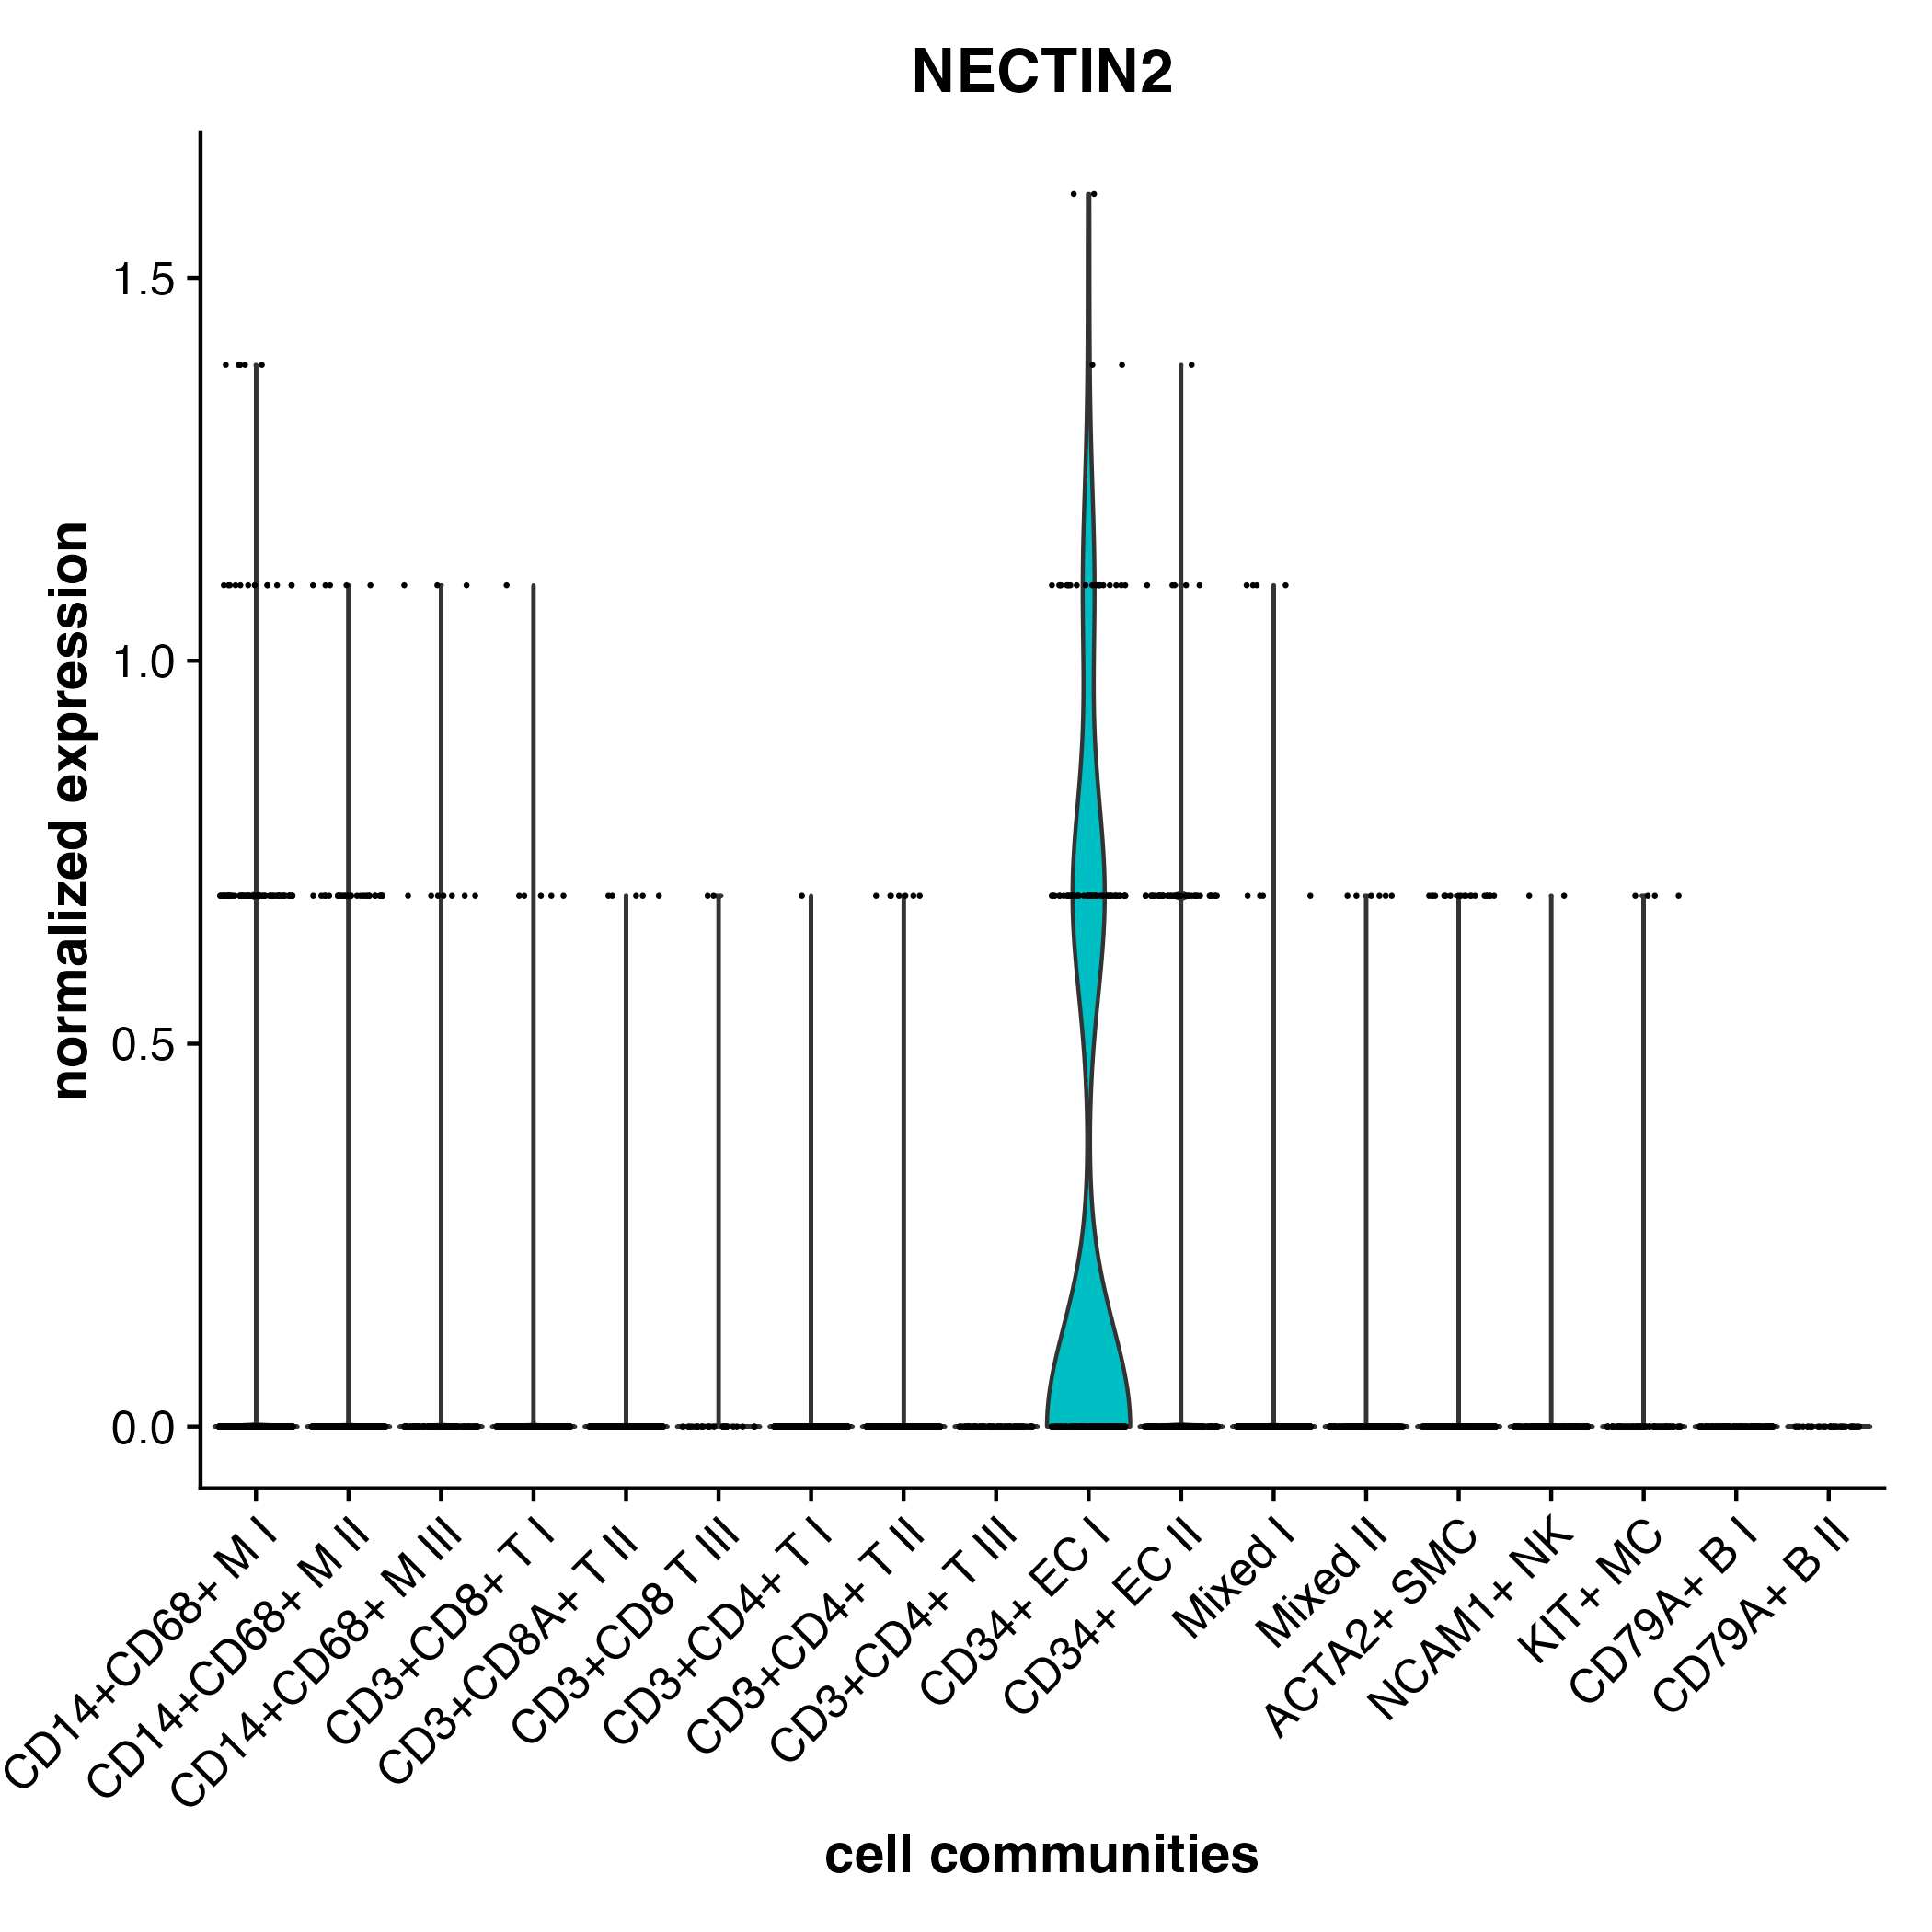 NECTIN2
normalized expression
1.5
1.0
0.5
0.0
CD14+CD68+ M I
CD14+CD68+ M II
CD14+CD68+ M III
CD3+CD8+ T I
CD3+CD8A+ T II
CD3+CD8 T III
CD3+CD4+ T I
CD3+CD4+ T II
CD3+CD4+ T III
CD34+ EC I
CD34+ EC II
Mixed I
Mixed II
ACTA2+ SMC
NCAM1+ NK
KIT+ MC
CD79A+ B I
CD79A+ B II
cell communities